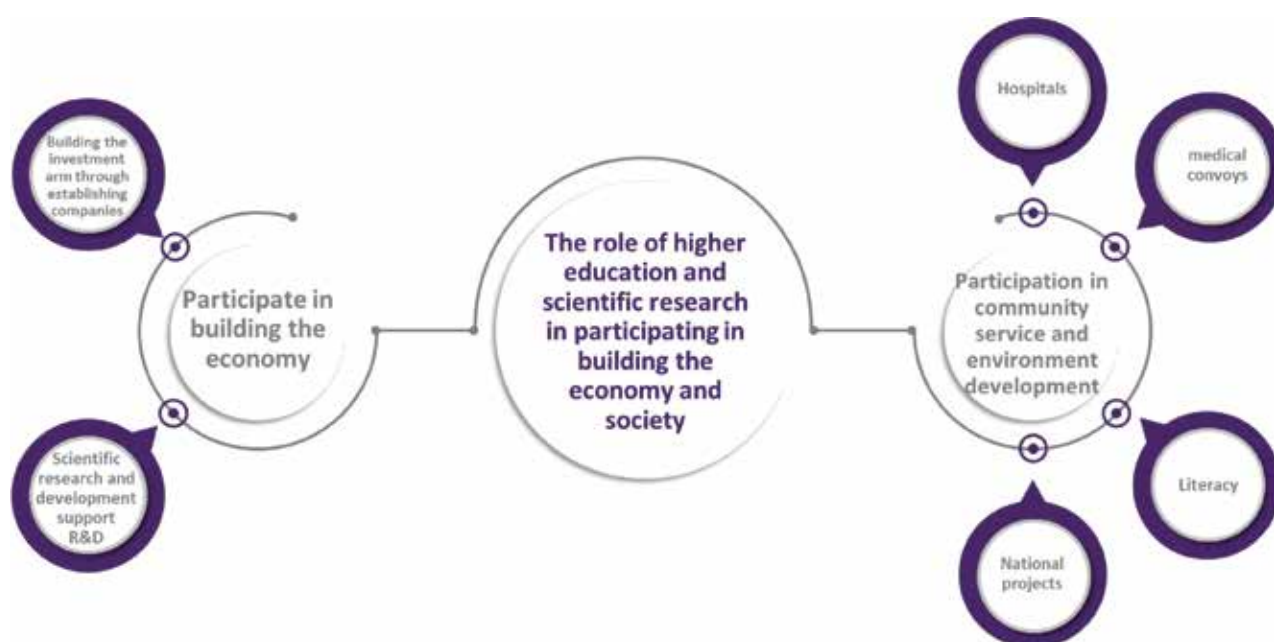 Building the
investment
arm through
establishing
companies
Scientific
research and
development
support
R&D
Participate in
building the
economy
The role of higher
education and
scientific research
in participating in
building the
economy and
society
Participation in
community
service and
environment
development
Hospitals
medical
convoys
Literacy
National
projects